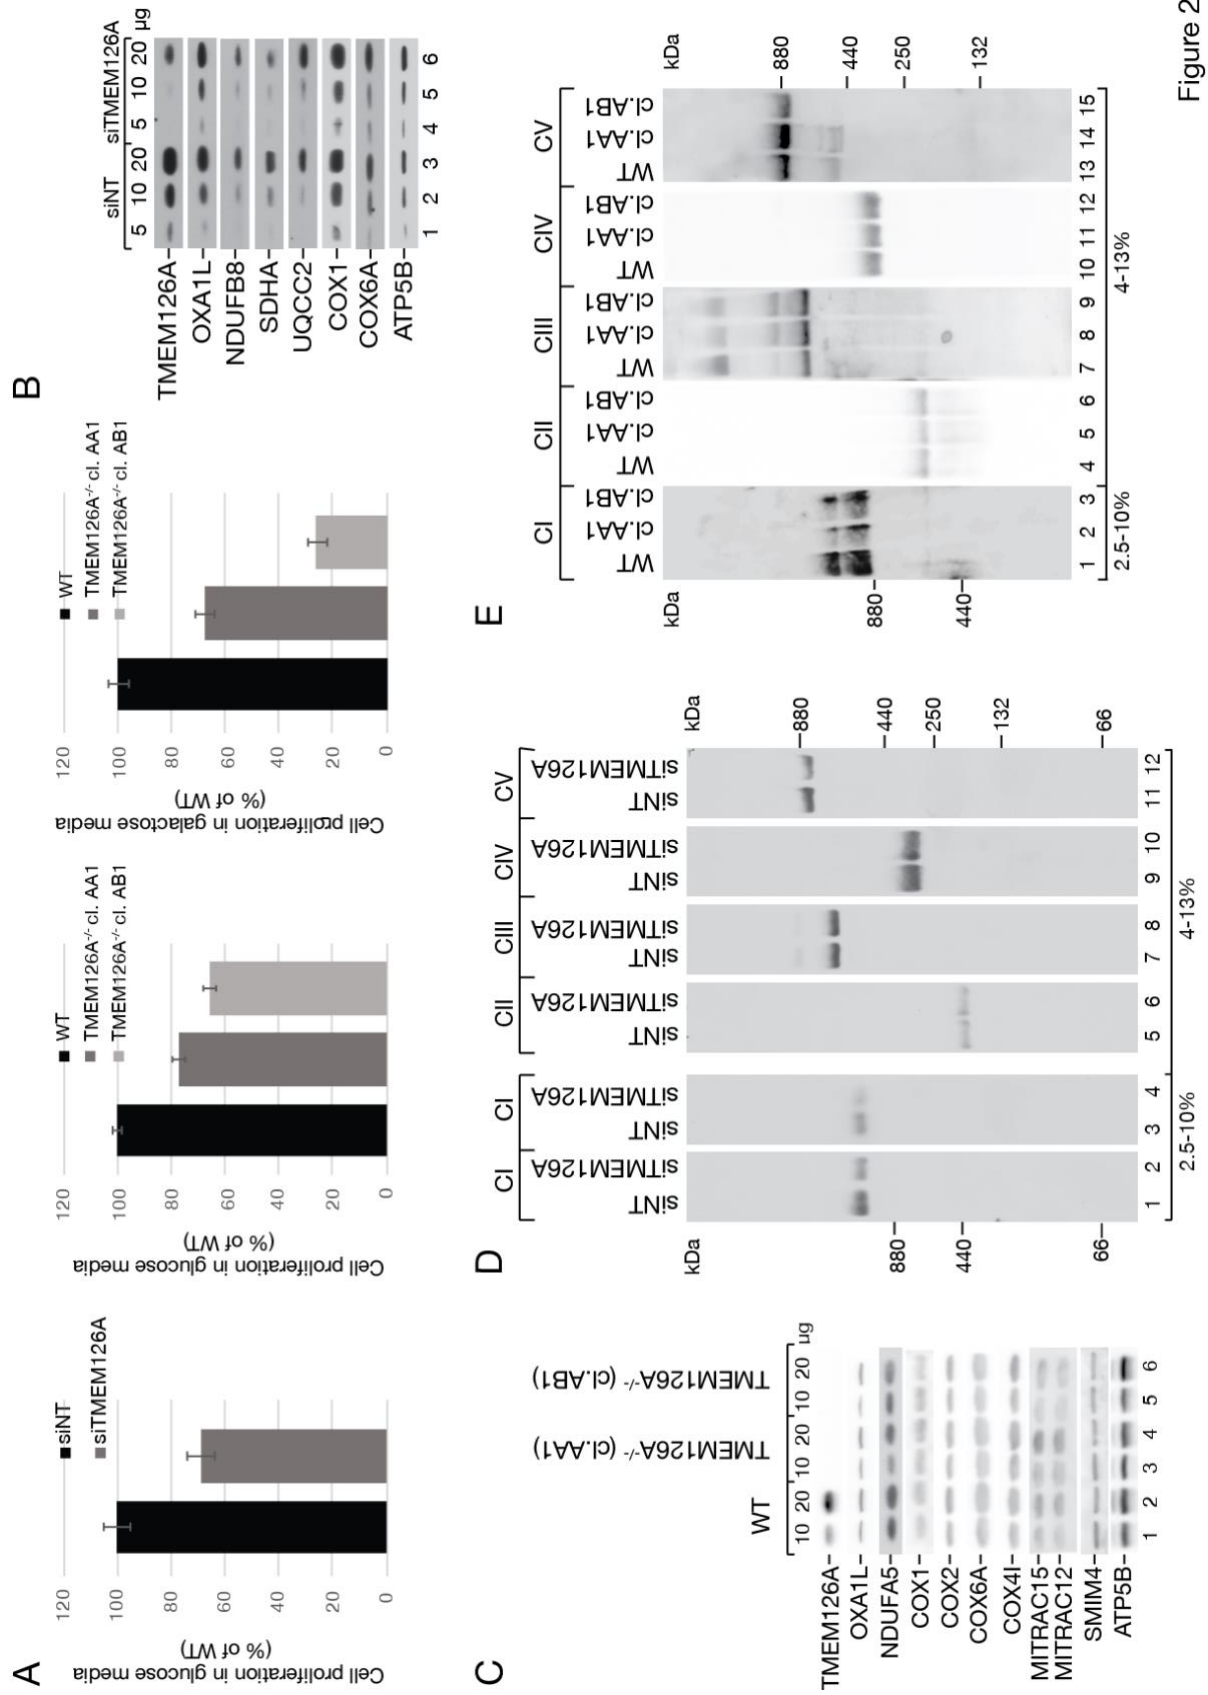 A
siNT
siTMEM126A
Cell proliferation in glucose media
(% of WT)
120
100
80
60
40
20
0
WT
TMEM126A-/- cl. AA1
TMEM126A-/- cl. AB1
Cell proliferation in glucose media
(% of WT)
120
100
80
60
40
20
0
WT
TMEM126A-/- cl. AA1
TMEM126A-/- cl. AB1
Cell proliferation in galactose media
(% of WT)
120
100
80
60
40
20
0
B
siNT siTMEM126A
5 10 20 5 10 20 µg
TMEM126A
OXA1L
NDUFB8
SDHA
UQCC2
COX1
COX6A
ATP5B
1 2 3 4 5 6
C
WT TMEM126A-/- (cl.AA1) TMEM126A-/- (cl.AB1)
10 20 10 20 10 20 ug
TMEM126A
OXA1L
NDUFA5
COX1
COX2
COX6A
COX4I
MITRAC15
MITRAC12
SMIM4
ATP5B
1 2 3 4 5 6
D
CI CI CII CIII CIV CV
siNT siTMEM126A siNT siTMEM126A siNT siTMEM126A siNT siTMEM126A siNT siTMEM126A siNT siTMEM126A
kDa
880
440
66
kDa
880
440
250
132
66
1 2 3 4 5 6 7 8 9 10 11 12
2.5-10% 4-13%
E
CI CII CIII CIV CV
WT cl.AA1 cl.AB1 WT cl.AA1 cl.AB1 WT cl.AA1 cl.AB1 WT cl.AA1 cl.AB1 WT cl.AA1 cl.AB1
kDa
880
440
kDa
880
440
250
132
1 2 3 4 5 6 7 8 9 10 11 12 13 14 15
2.5-10% 4-13%
Figure 2